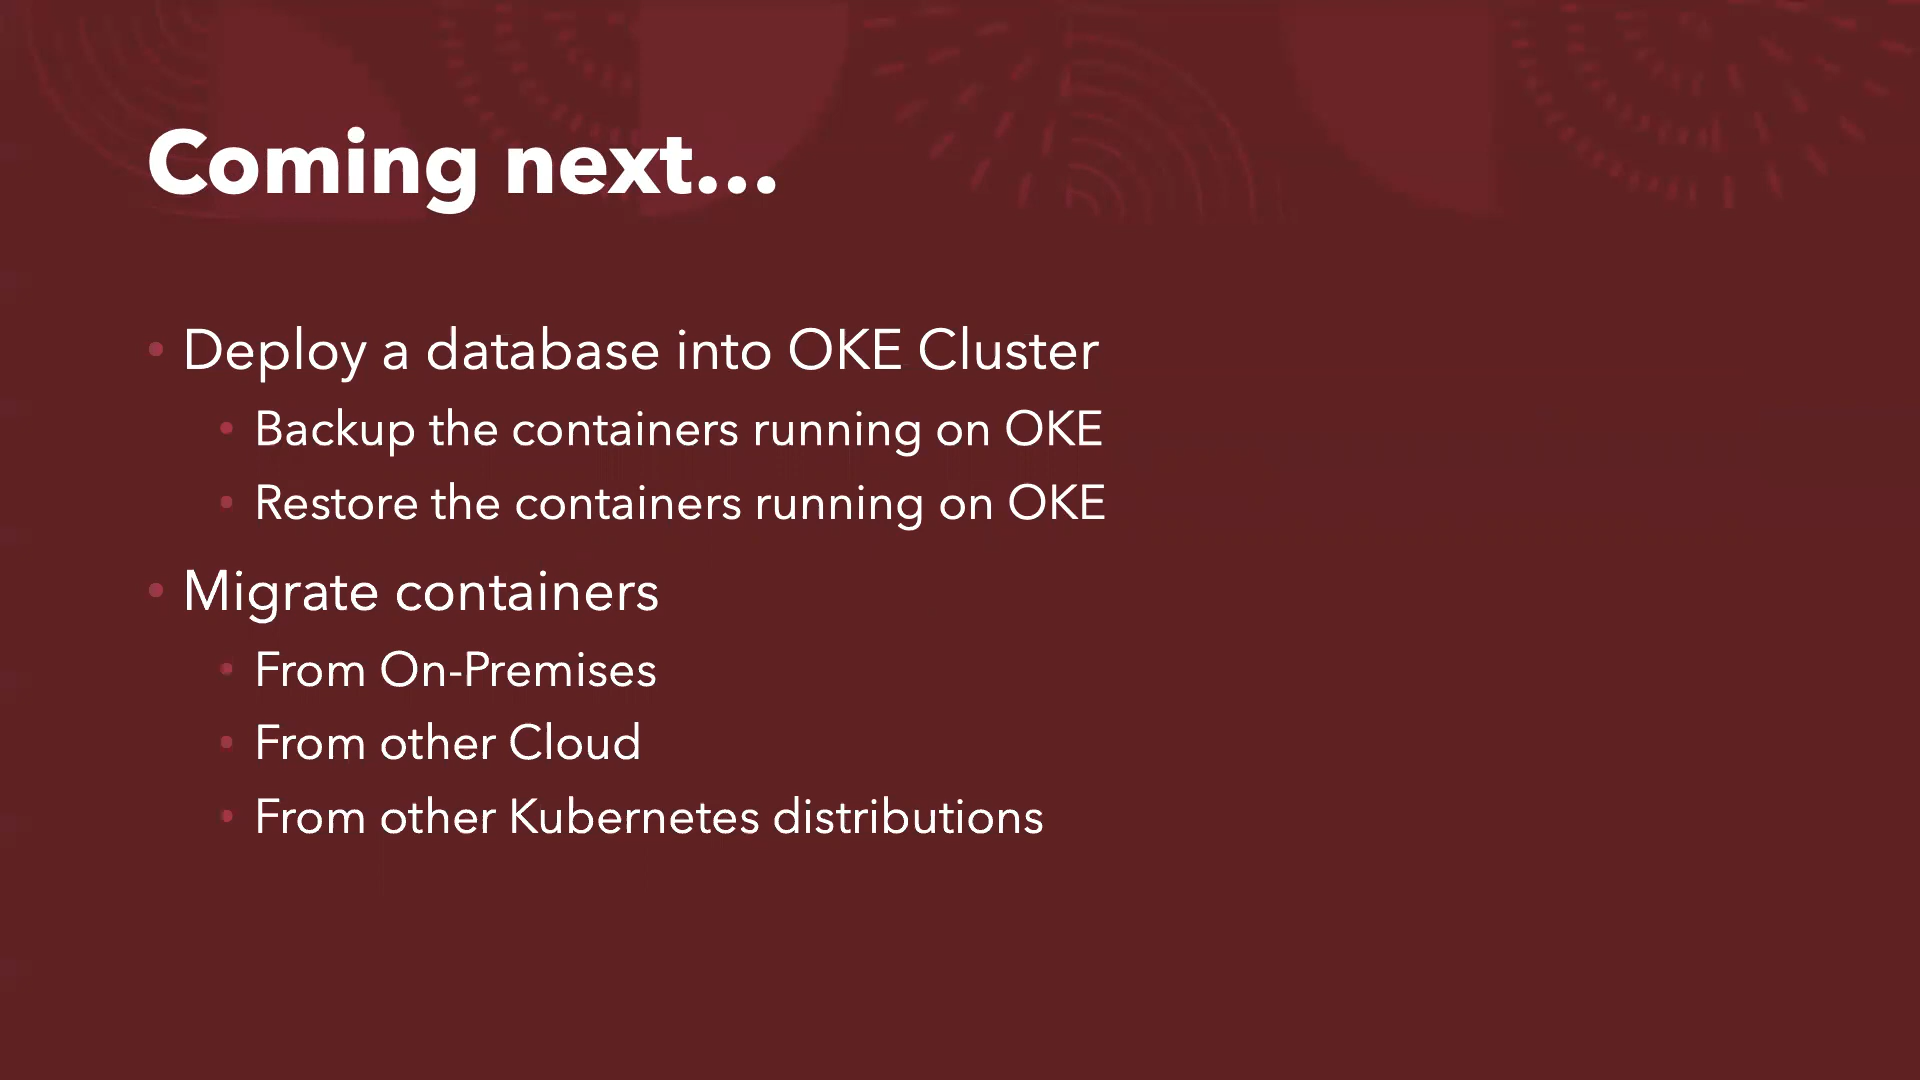 Coming next...
• Deploy a database into OKE Cluster
• Backup the containers running on OKE
• Restore the containers running on OKE
• Migrate containers
• From On-Premises
• From other Cloud
• From other Kubernetes distributions